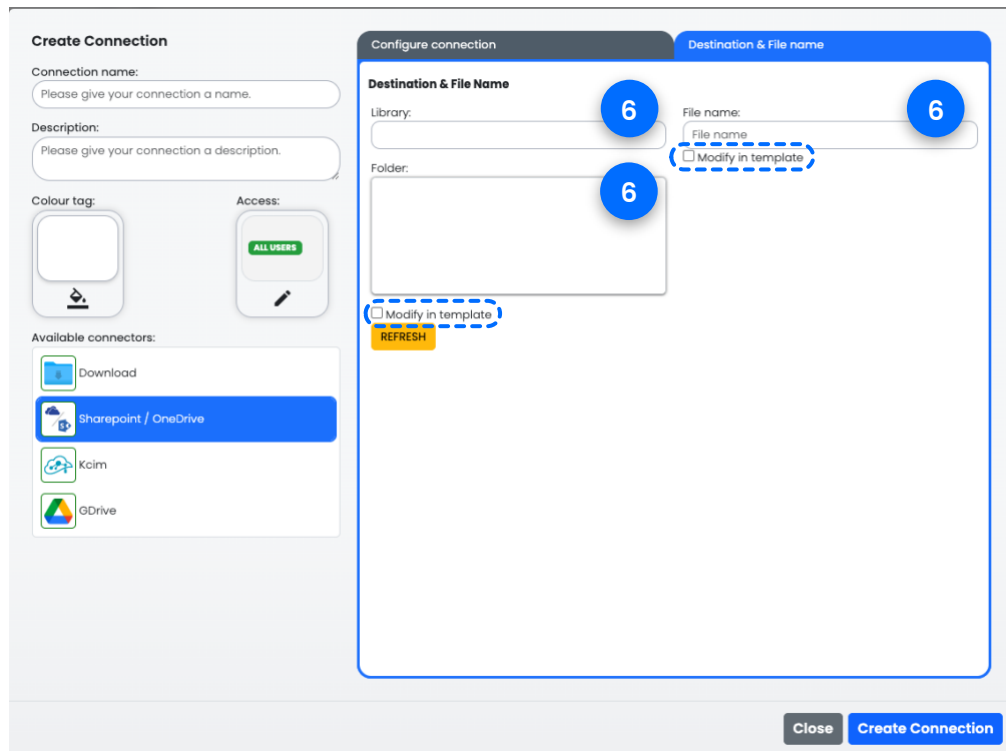 Create Connection
Connection name:
Please give your connection a name.
Description:
Please give your connection a description.
Colour tag:
Access:
ALL USERS
Available connectors:
Download
Sharepoint / OneDrive
Kcim
GDrive
Configure connection
Destination & File name
Destination & File Name
Library:
6
File name:
6
File name
Modify in template
Folder:
6
Modify in template
REFRESH
Close
Create Connection